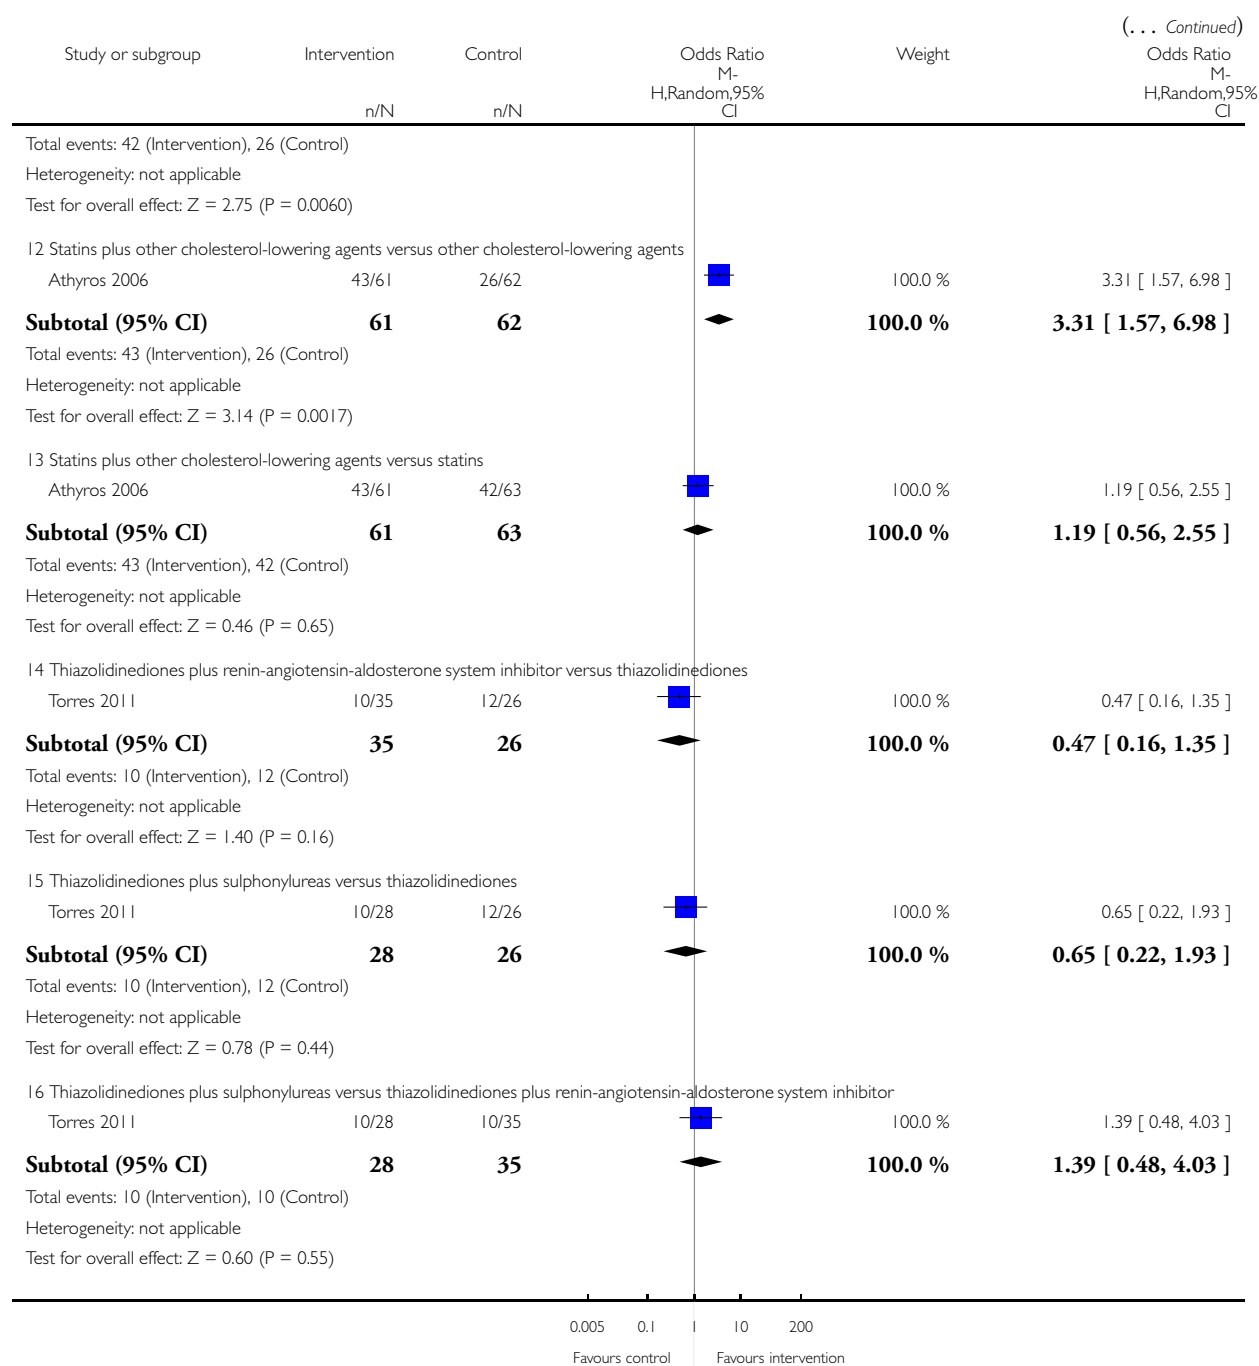 (... Continued)
Study or subgroup Intervention Control Odds Ratio Weight Odds Ratio
M- M-
H,Random,95% H,Random,95%
n/N n/N CI CI
Total events: 42 (Intervention), 26 (Control)
Heterogeneity: not applicable
Test for overall effect: Z = 2.75 (P = 0.0060)
12 Statins plus other cholesterol-lowering agents versus other cholesterol-lowering agents
Athyros 2006 43/61 26/62 100.0 % 3.31 [ 1.57, 6.98 ]
Subtotal (95% CI) 61 62 100.0 % 3.31 [ 1.57, 6.98 ]
Total events: 43 (Intervention), 26 (Control)
Heterogeneity: not applicable
Test for overall effect: Z = 3.14 (P = 0.0017)
13 Statins plus other cholesterol-lowering agents versus statins
Athyros 2006 43/61 42/63 100.0 % 1.19 [ 0.56, 2.55 ]
Subtotal (95% CI) 61 63 100.0 % 1.19 [ 0.56, 2.55 ]
Total events: 43 (Intervention), 42 (Control)
Heterogeneity: not applicable
Test for overall effect: Z = 0.46 (P = 0.65)
14 Thiazolidinediones plus renin-angiotensin-aldosterone system inhibitor versus thiazolidinediones
Torres 2011 10/35 12/26 100.0 % 0.47 [ 0.16, 1.35 ]
Subtotal (95% CI) 35 26 100.0 % 0.47 [ 0.16, 1.35 ]
Total events: 10 (Intervention), 12 (Control)
Heterogeneity: not applicable
Test for overall effect: Z = 1.40 (P = 0.16)
15 Thiazolidinediones plus sulphonylureas versus thiazolidinediones
Torres 2011 10/28 12/26 100.0 % 0.65 [ 0.22, 1.93 ]
Subtotal (95% CI) 28 26 100.0 % 0.65 [ 0.22, 1.93 ]
Total events: 10 (Intervention), 12 (Control)
Heterogeneity: not applicable
Test for overall effect: Z = 0.78 (P = 0.44)
16 Thiazolidinediones plus sulphonylureas versus thiazolidinediones plus renin-angiotensin-aldosterone system inhibitor
Torres 2011 10/28 10/35 100.0 % 1.39 [ 0.48, 4.03 ]
Subtotal (95% CI) 28 35 100.0 % 1.39 [ 0.48, 4.03 ]
Total events: 10 (Intervention), 10 (Control)
Heterogeneity: not applicable
Test for overall effect: Z = 0.60 (P = 0.55)
0.005 0.1 1 10 200
Favours control Favours intervention